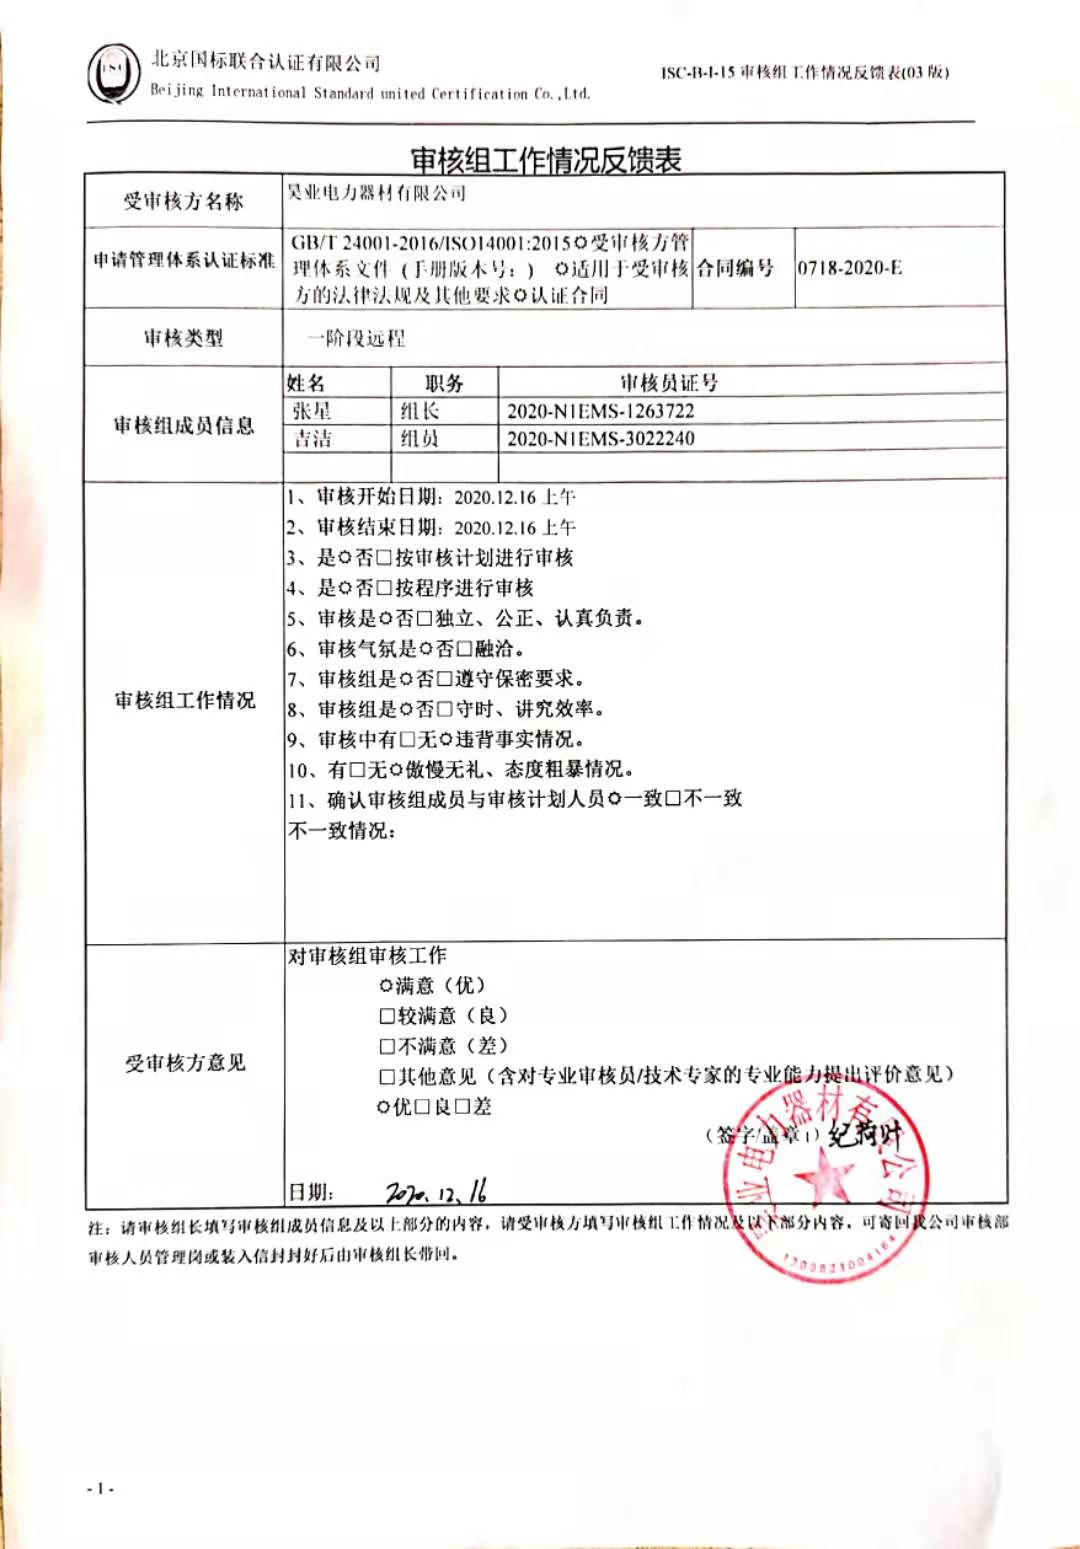 北京国标联合认证有限公司
Beijing International Standard united Certification Co.,Ltd.
ISC-B-I-15 审核组工作情况反馈表(03 版)
审核组工作情况反馈表
受审核方名称
昊业电力器材有限公司
申请管理体系认证标准
GB/T 24001-2016/ISO14001:2015✪受审核方管
理体系文件（手册版本号：） ✪适用于受审核
方的法律法规及其他要求✪认证合同
合同编号
0718-2020-E
审核类型
一阶段远程
审核组成员信息
姓名 职务 审核员证号
张星 组长 2020-N1EMS-1263722
吉洁 组员 2020-N1EMS-3022240
审核组工作情况
1、审核开始日期：2020.12.16 上午
2、审核结束日期：2020.12.16 上午
3、是✪否□按审核计划进行审核
4、是✪否□按程序进行审核
5、审核是✪否□独立、公正、认真负责。
6、审核气氛是✪否□融洽。
7、审核组是✪否□遵守保密要求。
8、审核组是✪否□守时、讲究效率。
9、审核中有□无✪违背事实情况。
10、有□无✪傲慢无礼、态度粗暴情况。
11、确认审核组成员与审核计划人员✪一致□不一致
不一致情况：
受审核方意见
对审核组审核工作
✪满意（优）
□较满意（良）
□不满意（差）
□其他意见（含对专业审核员/技术专家的专业能力提出评价意见）
✪优□良□差
（签字/盖章）纪荷叶
昊业电力器材有限公司
日期： 2020.12.16
注：请审核组长填写审核组成员信息及以上部分的内容，请受审核方填写审核组工作情况及以下部分内容，可寄回我公司审核部
审核人员管理岗或装入信封封好后由审核组长带回。
- 1 -